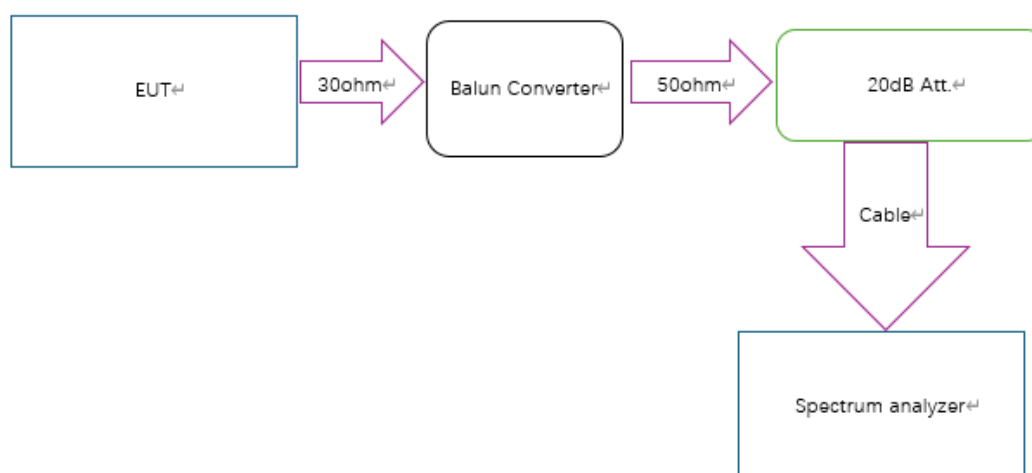 EUT↵
30ohm↵
Balun Converter↵
50ohm↵
20dB Att.↵
Cable↵
Spectrum analyzer↵